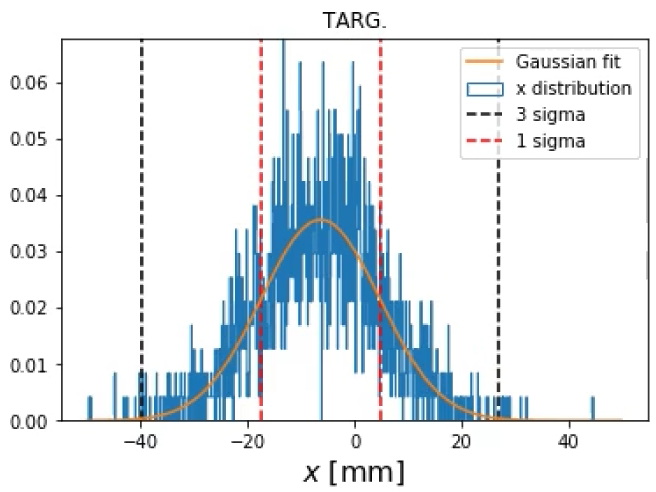 TARG.
Gaussian fit
x distribution
3 sigma
1 sigma
0.06
0.05
0.04
0.03
0.02
0.01
0.00
−40 −20 0 20 40
x [mm]